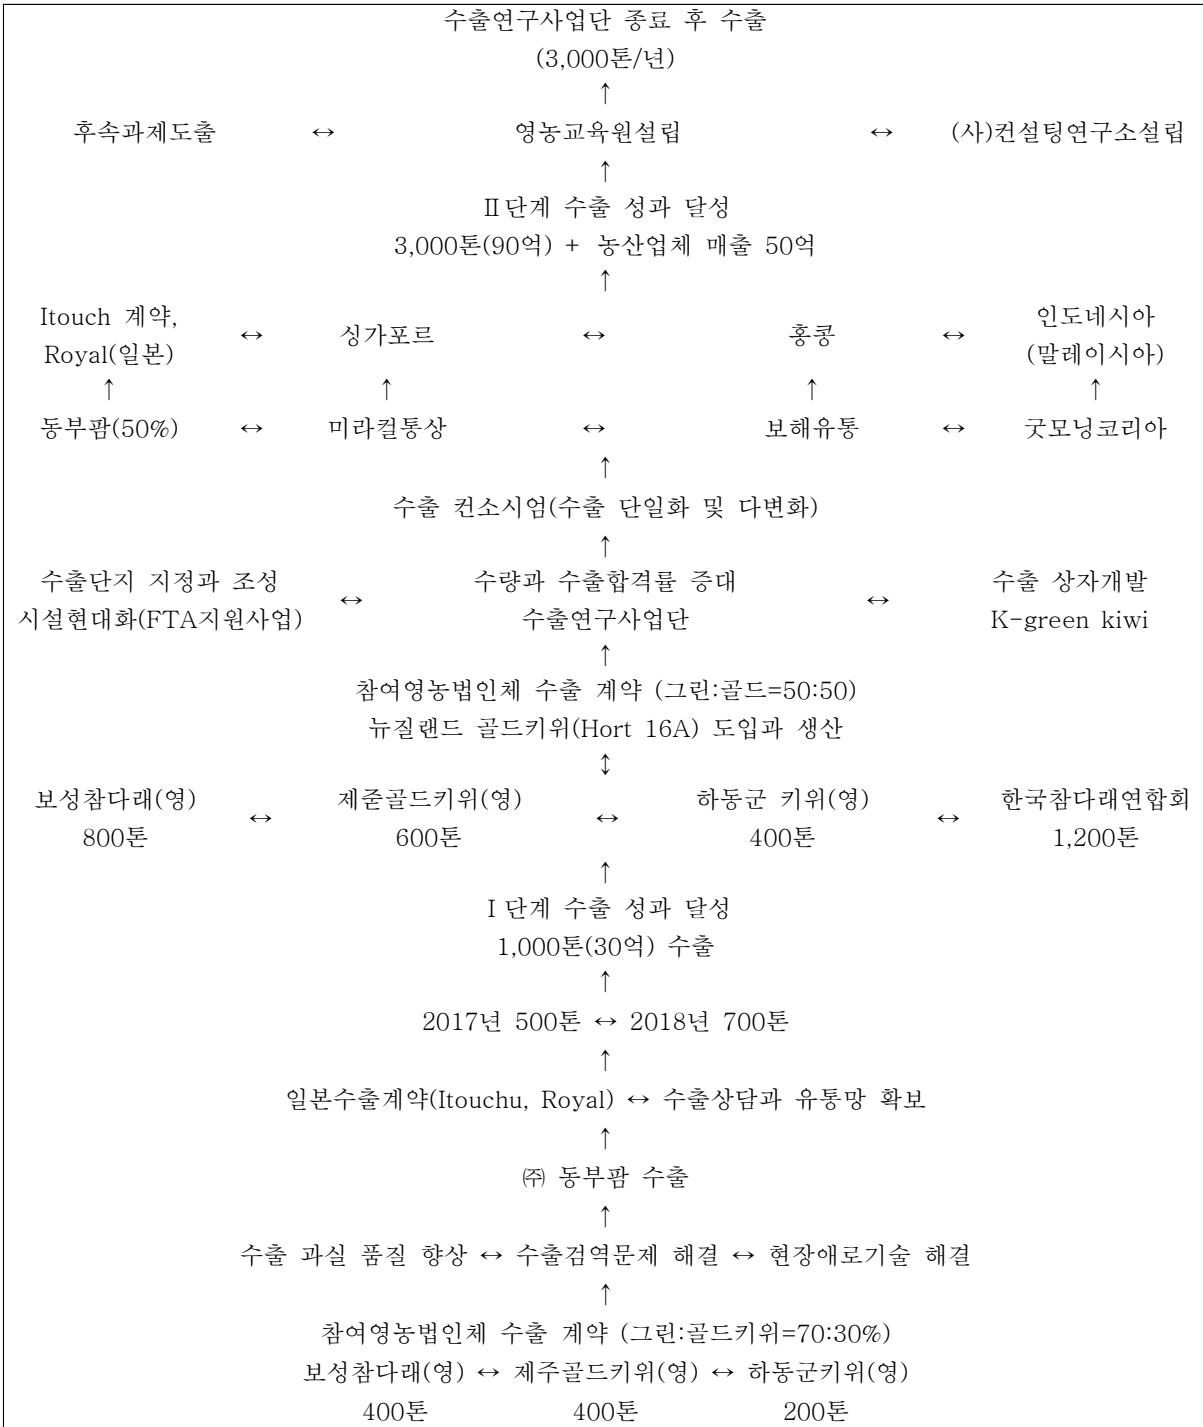 수출연구사업단 종료 후 수출
(3,000톤/년)
↑
후속과제도출 ↔ 영농교육원설립 ↔ (사)컨설팅연구소설립
↑
Ⅱ단계 수출 성과 달성
3,000톤(90억) + 농산업체 매출 50억
↑
Itouch 계약,
Royal(일본) ↔ 싱가포르 ↔ 홍콩 ↔ 인도네시아
(말레이시아)
↑ ↑ ↑ ↑
동부팜(50%) ↔ 미라컬통상 ↔ 보해유통 ↔ 굿모닝코리아
↑
수출 컨소시엄(수출 단일화 및 다변화)
↑
수출단지 지정과 조성
시설현대화(FTA지원사업) ↔ 수량과 수출합격률 증대
수출연구사업단 ↔ 수출 상자개발
K-green kiwi
↑
참여영농법인체 수출 계약 (그린:골드=50:50)
뉴질랜드 골드키위(Hort 16A) 도입과 생산
↕
보성참다래(영)
800톤 ↔ 제준골드키위(영)
600톤 ↔ 하동군 키위(영)
400톤 ↔ 한국참다래연합회
1,200톤
↑
Ⅰ단계 수출 성과 달성
1,000톤(30억) 수출
↑
2017년 500톤 ↔ 2018년 700톤
↑
일본수출계약(Itouchu, Royal) ↔ 수출상담과 유통망 확보
↑
㈜ 동부팜 수출
↑
수출 과실 품질 향상 ↔ 수출검역문제 해결 ↔ 현장애로기술 해결
↑
참여영농법인체 수출 계약 (그린:골드키위=70:30%)
보성참다래(영) ↔ 제주골드키위(영) ↔ 하동군키위(영)
400톤 400톤 200톤